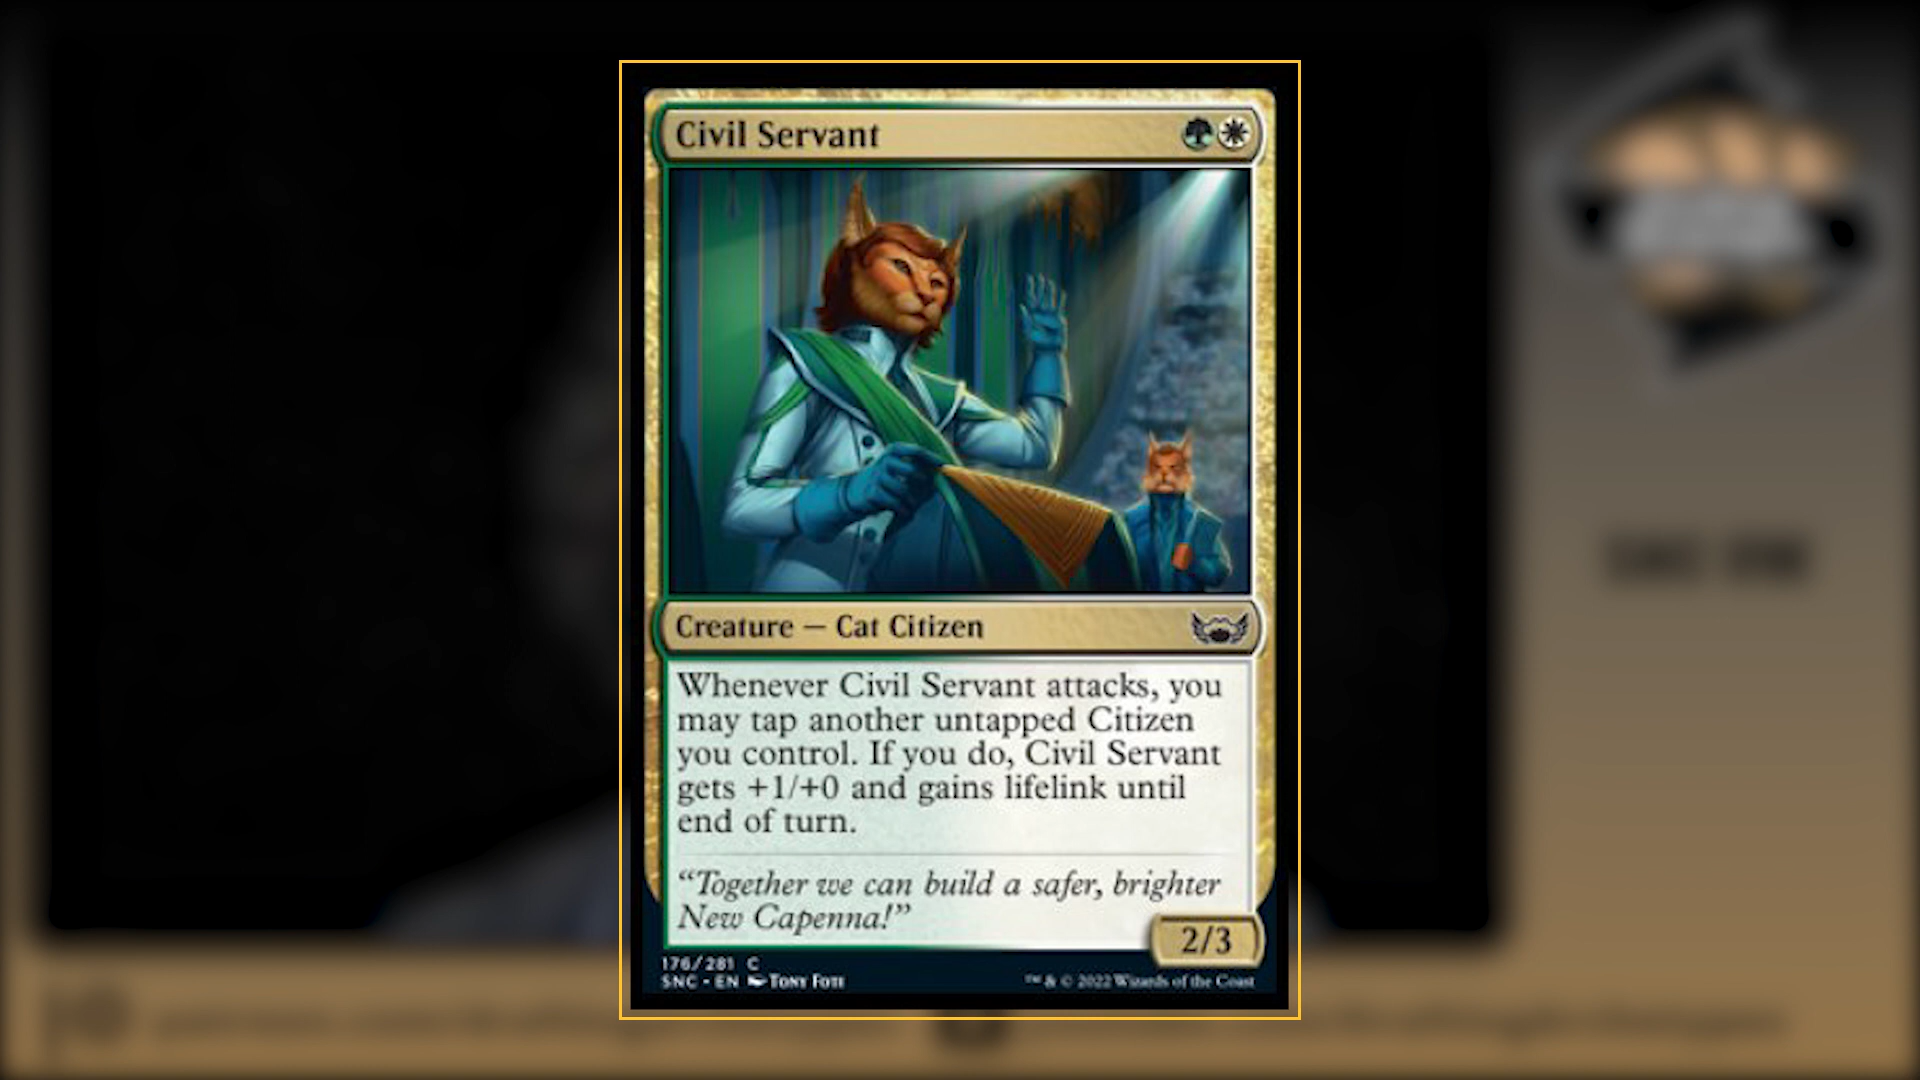 Civil Servant
Creature — Cat Citizen
Whenever Civil Servant attacks, you
may tap another untapped Citizen
you control. If you do, Civil Servant
gets +1/+0 and gains lifelink until
end of turn.
“Together we can build a safer, brighter
New Capenna!”
2/3
176/281 C
SNC • EN Tony Foti
™ & © 2022 Wizards of the Coast